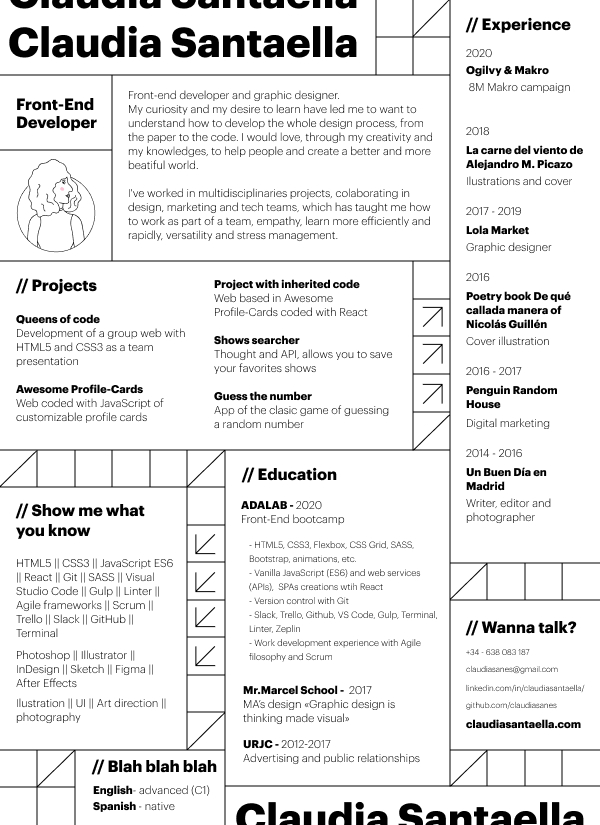 Claudia Santaella
Claudia Santaella
Front-End
Developer
Front-end developer and graphic designer.
My curiosity and my desire to learn have led me to want to
understand how to develop the whole design process, from
the paper to the code. I would love, through my creativity and
my knowledges, to help people and create a better and more
beatiful world.
I've worked in multidisciplinaries projects, colaborating in
design, marketing and tech teams, which has taught me how
to work as part of a team, empathy, learn more efficiently and
rapidly, versatility and stress management.
// Projects
Queens of code
Development of a group web with
HTML5 and CSS3 as a team
presentation
Awesome Profile-Cards
Web coded with JavaScript of
customizable profile cards
Project with inherited code
Web based in Awesome
Profile-Cards coded with React
Shows searcher
Thought and API, allows you to save
your favorites shows
Guess the number
App of the clasic game of guessing
a random number
// Show me what
you know
HTML5 || CSS3 || JavaScript ES6
|| React || Git || SASS || Visual
Studio Code || Gulp || Linter ||
Agile frameworks || Scrum ||
Trello || Slack || GitHub ||
Terminal
Photoshop || Illustrator ||
InDesign || Sketch || Figma ||
After Effects
Ilustration || UI || Art direction ||
photography
// Blah blah blah
English- advanced (C1)
Spanish - native
// Education
ADALAB - 2020
Front-End bootcamp
- HTML5, CSS3, Flexbox, CSS Grid, SASS,
Bootstrap, animations, etc.
- Vanilla JavaScript (ES6) and web services
(APIs), SPAs creations wtih React
- Version control with Git
- Slack, Trello, Github, VS Code, Gulp, Terminal,
Linter, Zeplin
- Work development experience with Agile
filosophy and Scrum
Mr.Marcel School - 2017
MA's design «Graphic design is
thinking made visual»
URJC - 2012-2017
Advertising and public relationships
Claudia Santaella
// Experience
2020
Ogilvy & Makro
8M Makro campaign
2018
La carne del viento de
Alejandro M. Picazo
Ilustrations and cover
2017 - 2019
Lola Market
Graphic designer
2016
Poetry book De qué
callada manera of
Nicolás Guillén
Cover illustration
2016 - 2017
Penguin Random
House
Digital marketing
2014 - 2016
Un Buen Día en
Madrid
Writer, editor and
photographer
// Wanna talk?
+34 - 638 083 187
claudiasanes@gmail.com
linkedin.com/in/claudiasantaella/
github.com/claudiasanes
claudiasantaella.com